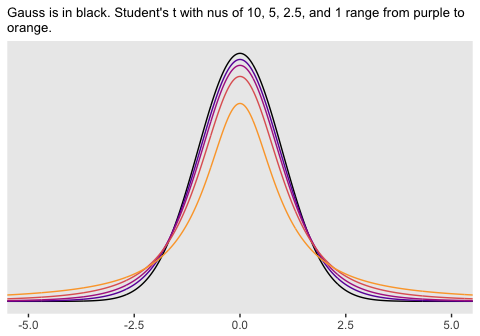 Gauss is in black. Student's t with nus of 10, 5, 2.5, and 1 range from purple to
orange.
-5.0 -2.5 0.0 2.5 5.0